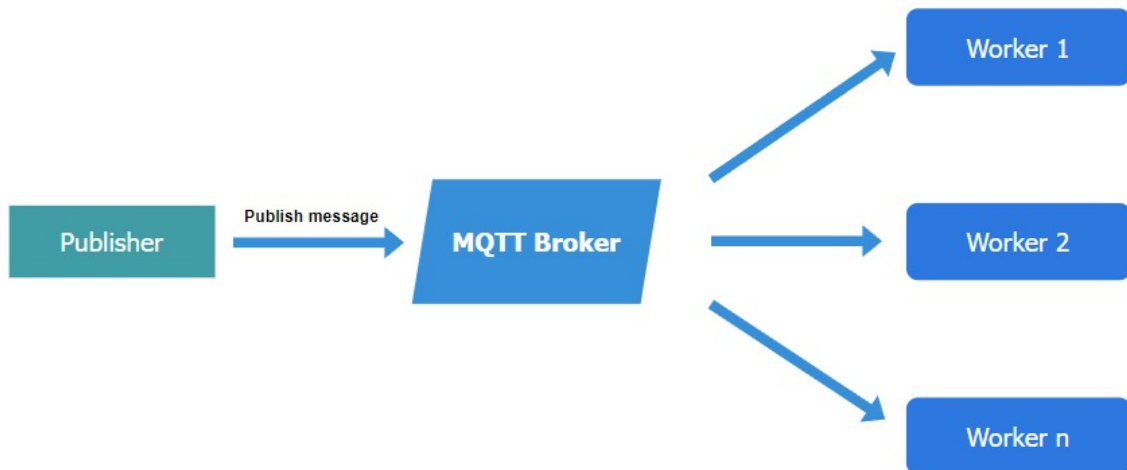 Worker 1
Publish message
Publisher
MQTT Broker
Worker 2
Worker n